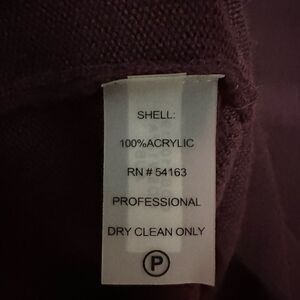 SHELL:
100%ACRYLIC
RN # 54163
PROFESSIONAL
DRY CLEAN ONLY
P